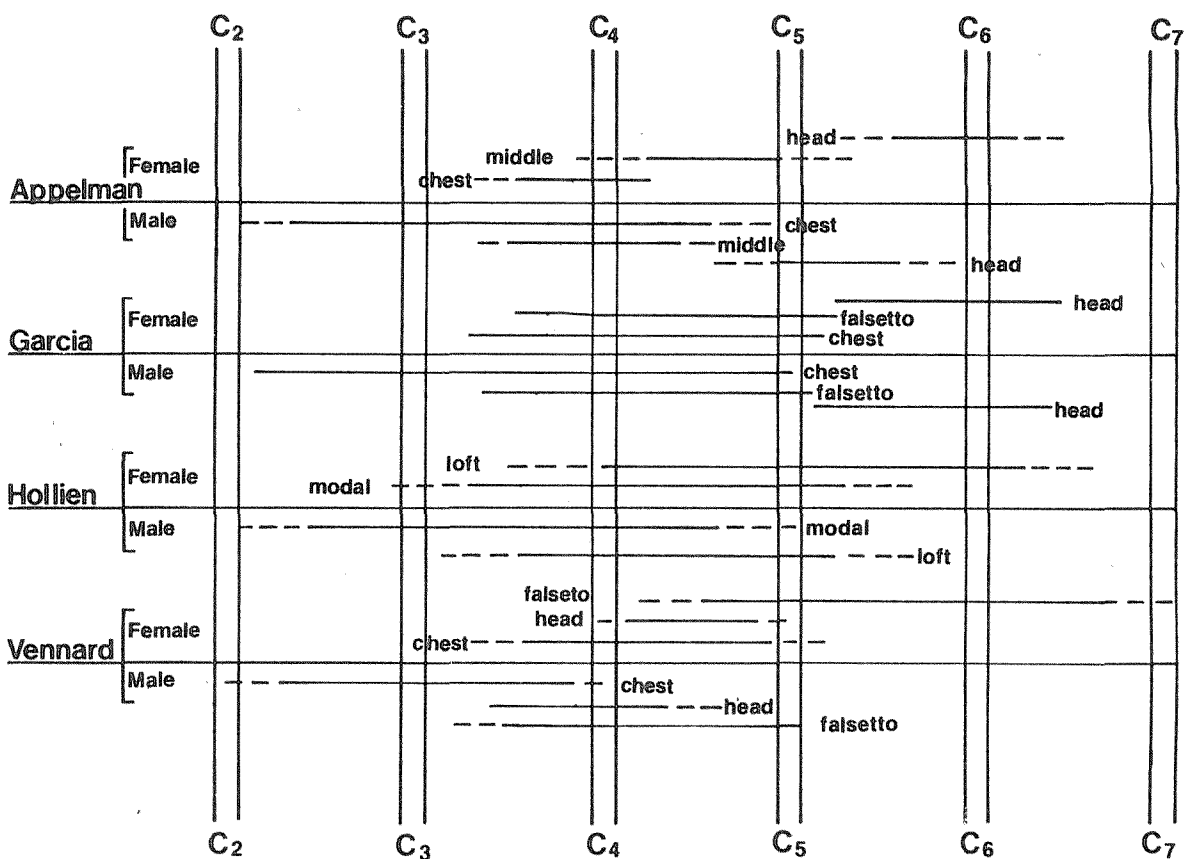 C2 C3 C4 C5 C6 C7
head
middle
Female
chest
Appelman
Male
chest
middle
head
head
Female
falsetto
Garcia
chest
Male
chest
falsetto
head
loft
Female
modal
Hollien
Male
modal
loft
falseto
head
Female
chest
Vennard
Male
chest
head
falsetto
C2 C3 C4 C5 C6 C7